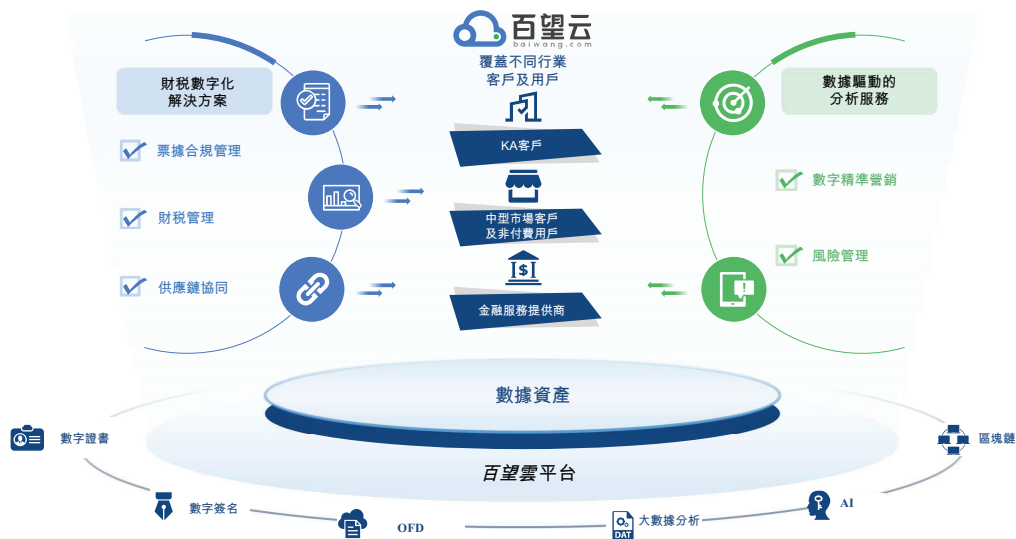 百望云
baiwang.com
覆蓋不同行業
客戶及用戶
財稅數字化
解決方案
票據合規管理
財稅管理
供應鏈協同
KA客戶
中型市場客戶
及非付費用戶
$
金融服務提供商
數據驅動的
分析服務
數字精準營銷
風險管理
!
數據資產
百望雲平台
數字證書
數字簽名
OFD
DAT
大數據分析
AI
區塊鏈